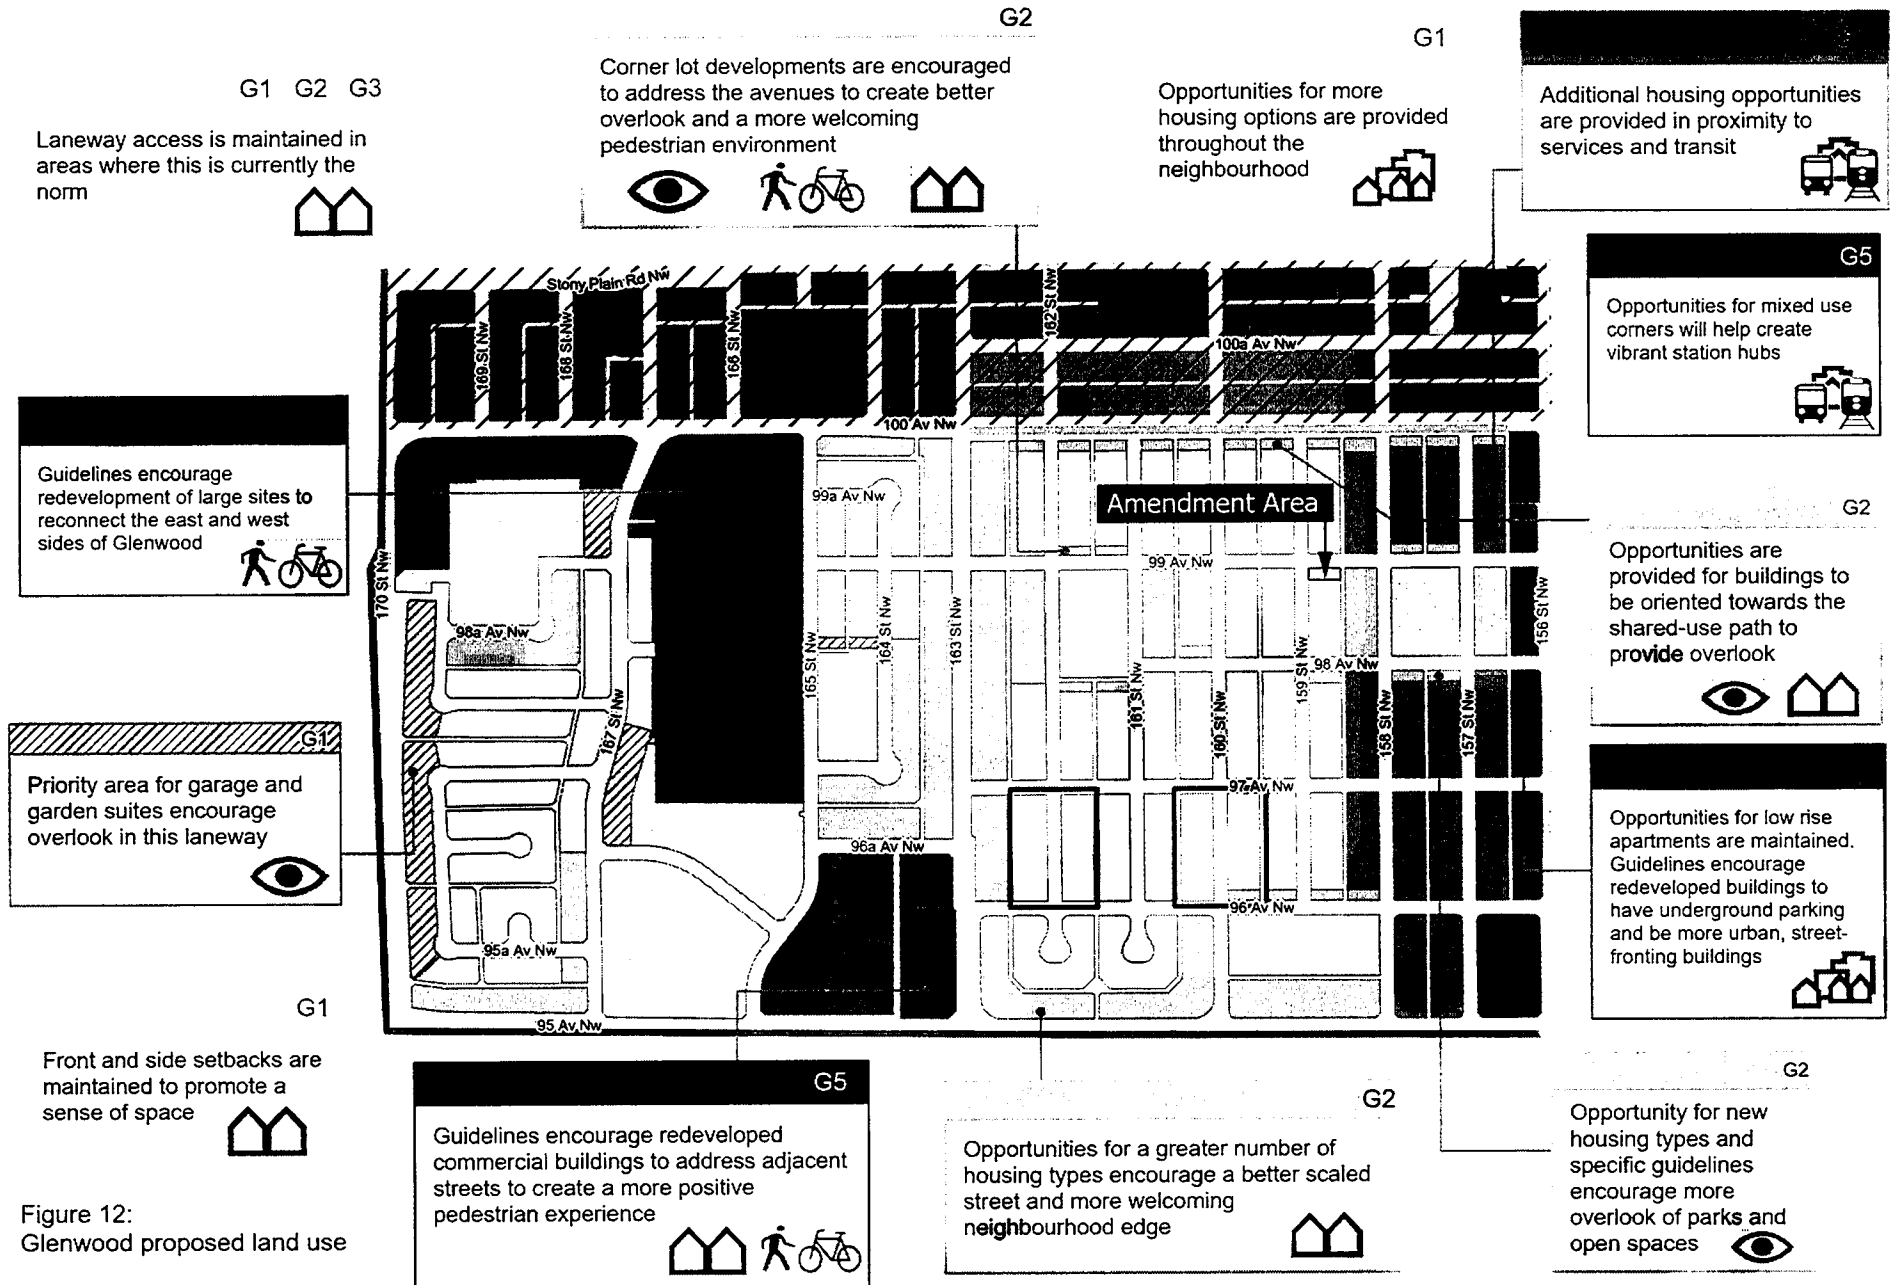 G1 G2 G3
Laneway access is maintained in
areas where this is currently the
norm
G2
Corner lot developments are encouraged
to address the avenues to create better
overlook and a more welcoming
pedestrian environment
G1
Opportunities for more
housing options are provided
throughout the
neighbourhood
Additional housing opportunities
are provided in proximity to
services and transit
G5
Opportunities for mixed use
corners will help create
vibrant station hubs
Guidelines encourage
redevelopment of large sites to
reconnect the east and west
sides of Glenwood
G2
Opportunities are
provided for buildings to
be oriented towards the
shared-use path to
provide overlook
G1
Priority area for garage and
garden suites encourage
overlook in this laneway
Opportunities for low rise
apartments are maintained.
Guidelines encourage
redeveloped buildings to
have underground parking
and be more urban, street-
fronting buildings
Stony Plain Rd Nw
169 St Nw
168 St Nw
166 St Nw
162 St Nw
100a Av Nw
100 Av Nw
99a Av Nw
Amendment Area
99 Av Nw
170 St Nw
98a Av Nw
165 St Nw
164 St Nw
163 St Nw
161 St Nw
160 St Nw
159 St Nw
98 Av Nw
158 St Nw
157 St Nw
156 St Nw
167 St Nw
97 Av Nw
96a Av Nw
96 Av Nw
95a Av Nw
95 Av Nw
G1
Front and side setbacks are
maintained to promote a
sense of space
G5
Guidelines encourage redeveloped
commercial buildings to address adjacent
streets to create a more positive
pedestrian experience
G2
Opportunities for a greater number of
housing types encourage a better scaled
street and more welcoming
neighbourhood edge
G2
Opportunity for new
housing types and
specific guidelines
encourage more
overlook of parks and
open spaces
Figure 12:
Glenwood proposed land use